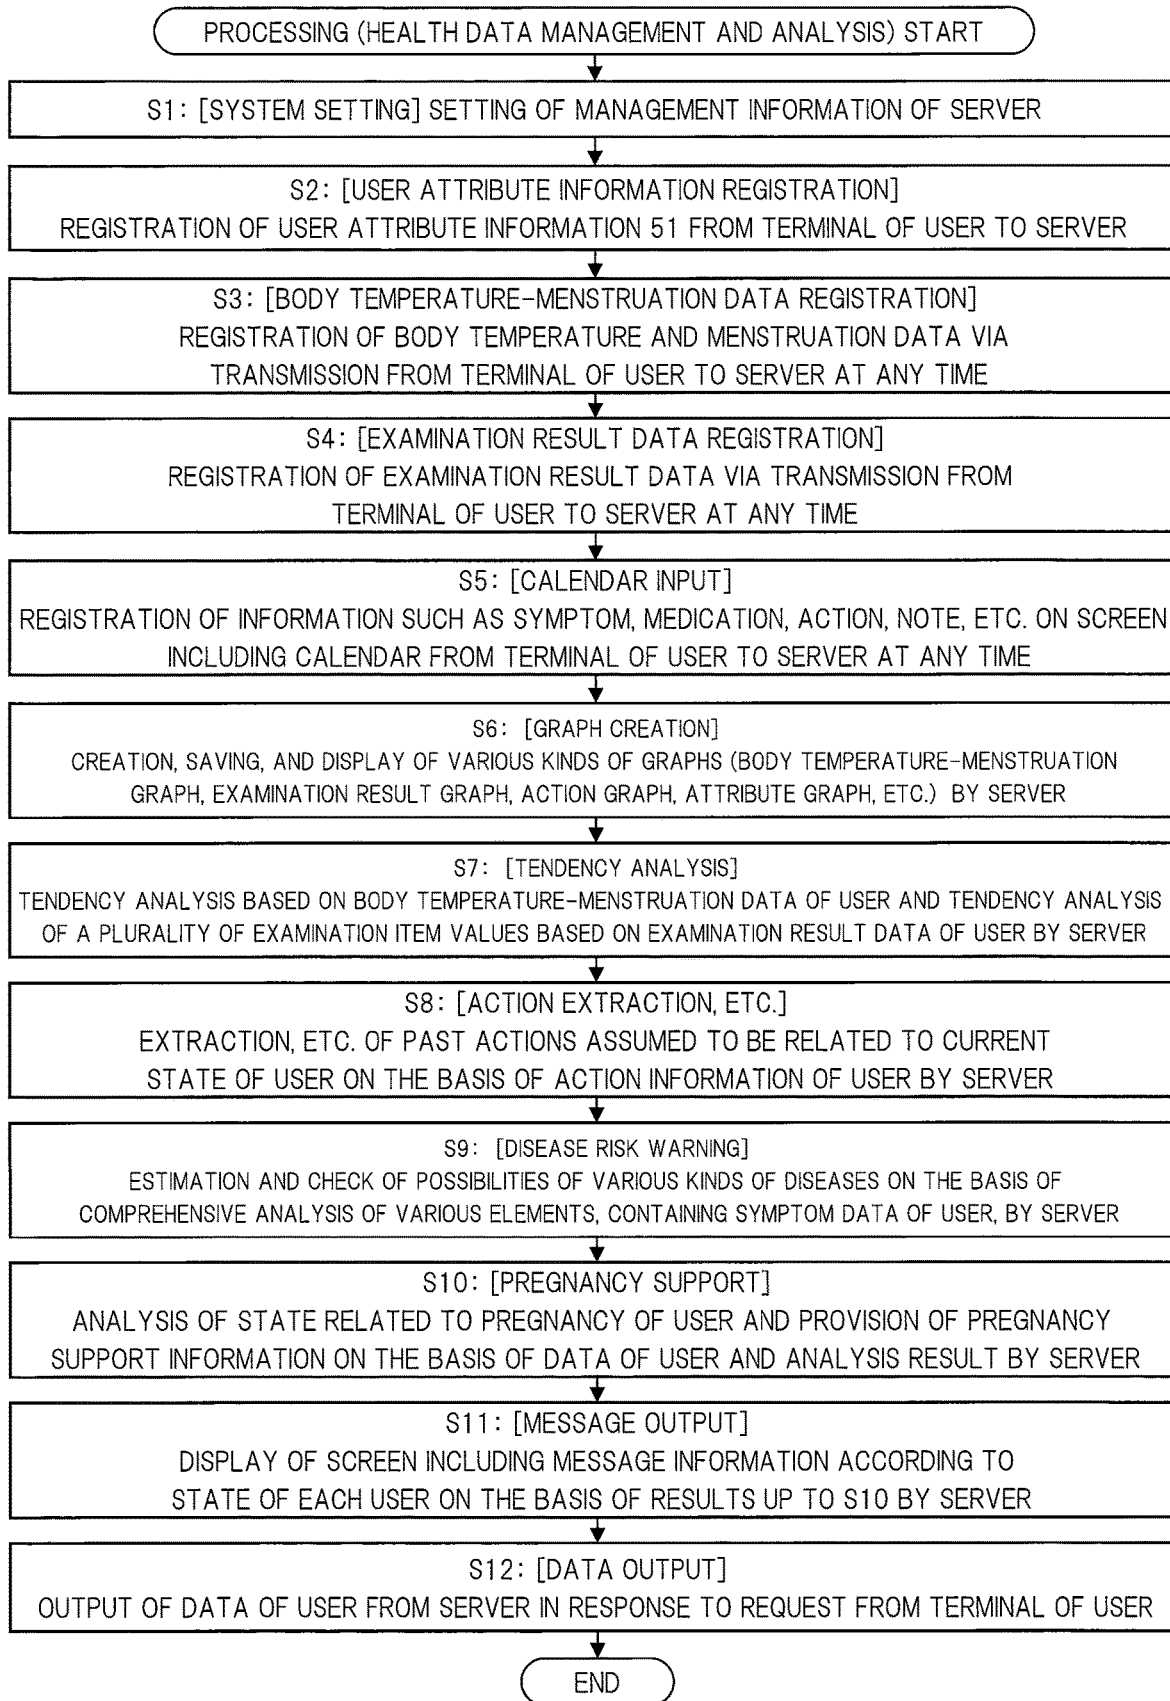 PROCESSING (HEALTH DATA MANAGEMENT AND ANALYSIS) START
S1: [SYSTEM SETTING] SETTING OF MANAGEMENT INFORMATION OF SERVER
S2: [USER ATTRIBUTE INFORMATION REGISTRATION]
REGISTRATION OF USER ATTRIBUTE INFORMATION 51 FROM TERMINAL OF USER TO SERVER
S3: [BODY TEMPERATURE-MENSTRUATION DATA REGISTRATION]
REGISTRATION OF BODY TEMPERATURE AND MENSTRUATION DATA VIA
TRANSMISSION FROM TERMINAL OF USER TO SERVER AT ANY TIME
S4: [EXAMINATION RESULT DATA REGISTRATION]
REGISTRATION OF EXAMINATION RESULT DATA VIA TRANSMISSION FROM
TERMINAL OF USER TO SERVER AT ANY TIME
S5: [CALENDAR INPUT]
REGISTRATION OF INFORMATION SUCH AS SYMPTOM, MEDICATION, ACTION, NOTE, ETC. ON SCREEN
INCLUDING CALENDAR FROM TERMINAL OF USER TO SERVER AT ANY TIME
S6: [GRAPH CREATION]
CREATION, SAVING, AND DISPLAY OF VARIOUS KINDS OF GRAPHS (BODY TEMPERATURE-MENSTRUATION
GRAPH, EXAMINATION RESULT GRAPH, ACTION GRAPH, ATTRIBUTE GRAPH, ETC.) BY SERVER
S7: [TENDENCY ANALYSIS]
TENDENCY ANALYSIS BASED ON BODY TEMPERATURE-MENSTRUATION DATA OF USER AND TENDENCY ANALYSIS
OF A PLURALITY OF EXAMINATION ITEM VALUES BASED ON EXAMINATION RESULT DATA OF USER BY SERVER
S8: [ACTION EXTRACTION, ETC.]
EXTRACTION, ETC. OF PAST ACTIONS ASSUMED TO BE RELATED TO CURRENT
STATE OF USER ON THE BASIS OF ACTION INFORMATION OF USER BY SERVER
S9: [DISEASE RISK WARNING]
ESTIMATION AND CHECK OF POSSIBILITIES OF VARIOUS KINDS OF DISEASES ON THE BASIS OF
COMPREHENSIVE ANALYSIS OF VARIOUS ELEMENTS, CONTAINING SYMPTOM DATA OF USER, BY SERVER
S10: [PREGNANCY SUPPORT]
ANALYSIS OF STATE RELATED TO PREGNANCY OF USER AND PROVISION OF PREGNANCY
SUPPORT INFORMATION ON THE BASIS OF DATA OF USER AND ANALYSIS RESULT BY SERVER
S11: [MESSAGE OUTPUT]
DISPLAY OF SCREEN INCLUDING MESSAGE INFORMATION ACCORDING TO
STATE OF EACH USER ON THE BASIS OF RESULTS UP TO S10 BY SERVER
S12: [DATA OUTPUT]
OUTPUT OF DATA OF USER FROM SERVER IN RESPONSE TO REQUEST FROM TERMINAL OF USER
END